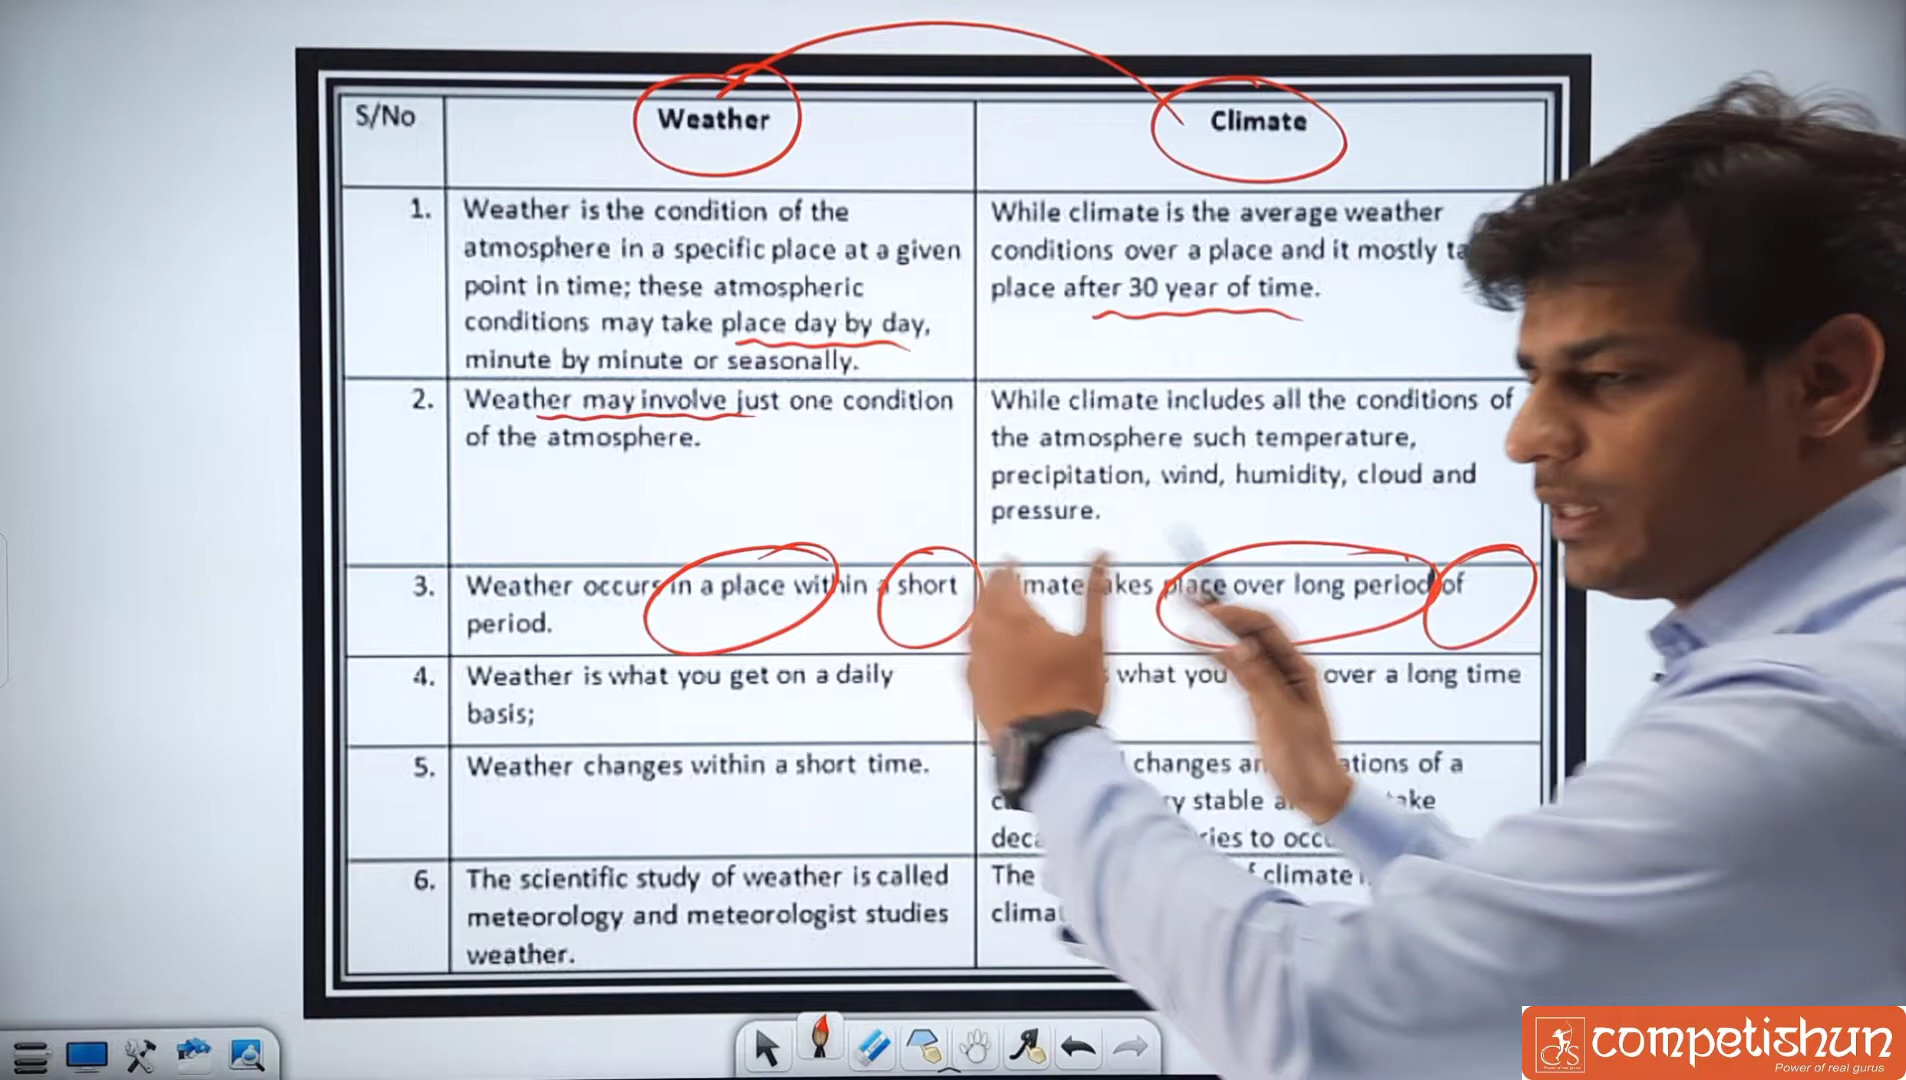 S/No Weather Climate
1. Weather is the condition of the While climate is the average weather
atmosphere in a specific place at a given conditions over a place and it mostly
point in time; these atmospheric place after 30 year of time.
conditions may take place day by day,
minute by minute or seasonally.
2. Weather may involve just one condition While climate includes all the conditions of
of the atmosphere. the atmosphere such temperature,
precipitation, wind, humidity, cloud and
pressure.
3. Weather occurs in a place within a short place over long period of
period.
4. Weather is what you get on a daily what you over a long time
basis;
5. Weather changes within a short time. changes of a
stable
to
6. The scientific study of weather is called The climate
meteorology and meteorologist studies
weather.
competishun
Power of real gurus